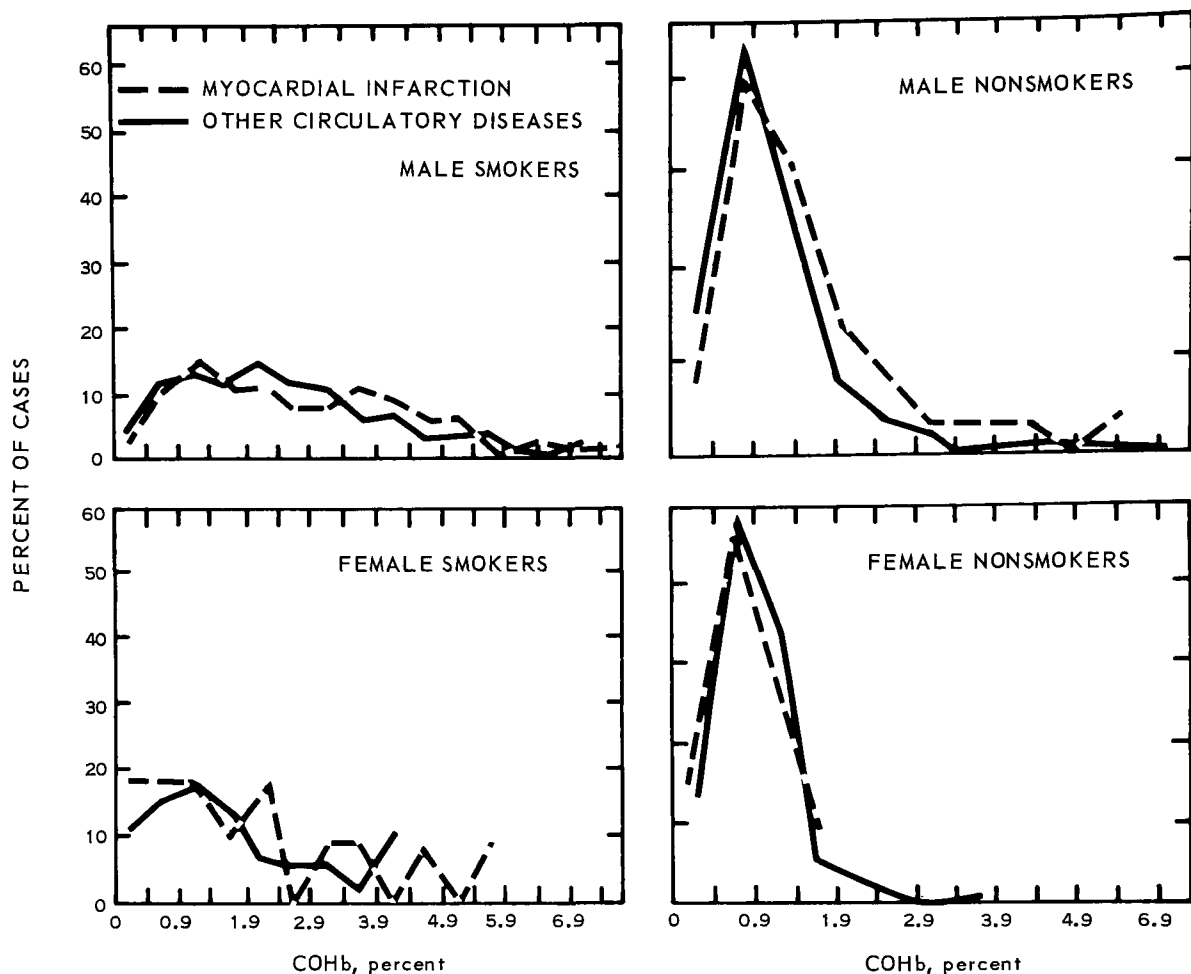 60
50
40
30
20
10
0
MYOCARDIAL INFARCTION
OTHER CIRCULATORY DISEASES
MALE SMOKERS
MALE NONSMOKERS
PERCENT OF CASES
60
50
40
30
20
10
0
FEMALE SMOKERS
FEMALE NONSMOKERS
0 0.9 1.9 2.9 3.9 4.9 5.9 6.9
0 0.9 1.9 2.9 3.9 4.9 6.9
COHb, percent
COHb, percent